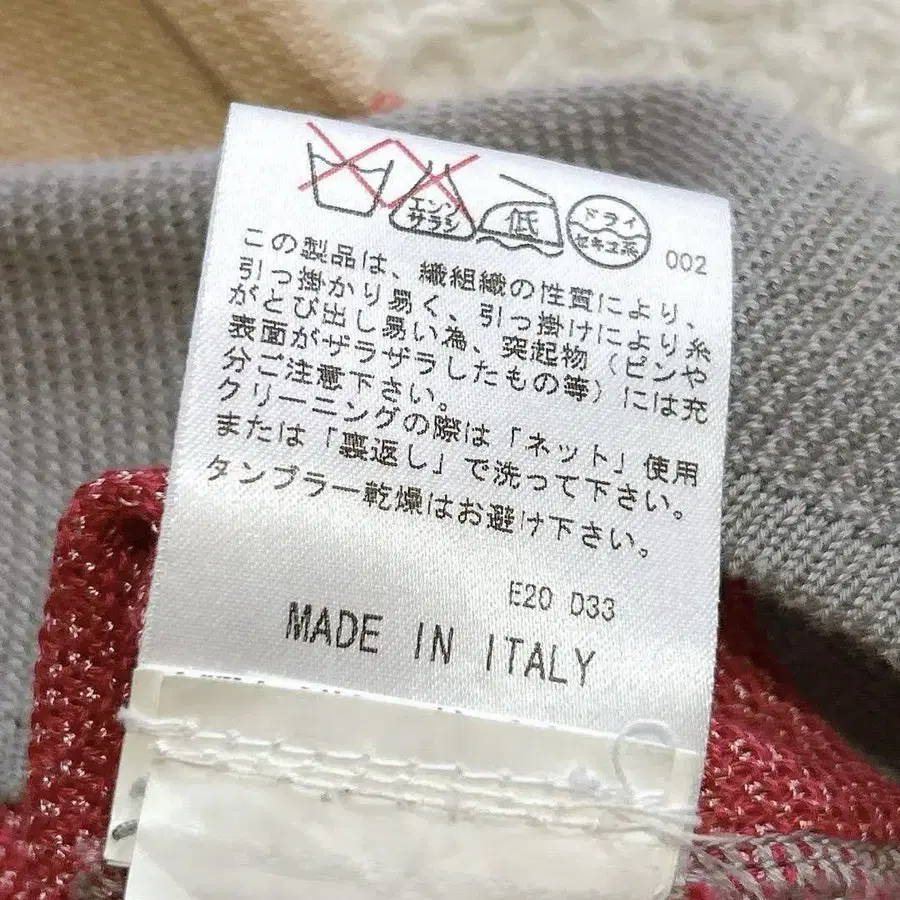 エンソ
サラシ
低
ドライ
セキユ系
002
この製品は、繊組織の性質により、
引っ掛かり易く、引っ掛けにより糸
がとび出し易い為、突起物(ピンや
表面がザラザラしたもの等)には充
分ご注意下さい。
クリーニングの際は「ネット」使用
または「裏返し」で洗って下さい。
タンブラー乾燥はお避け下さい。
E20 D33
MADE IN ITALY